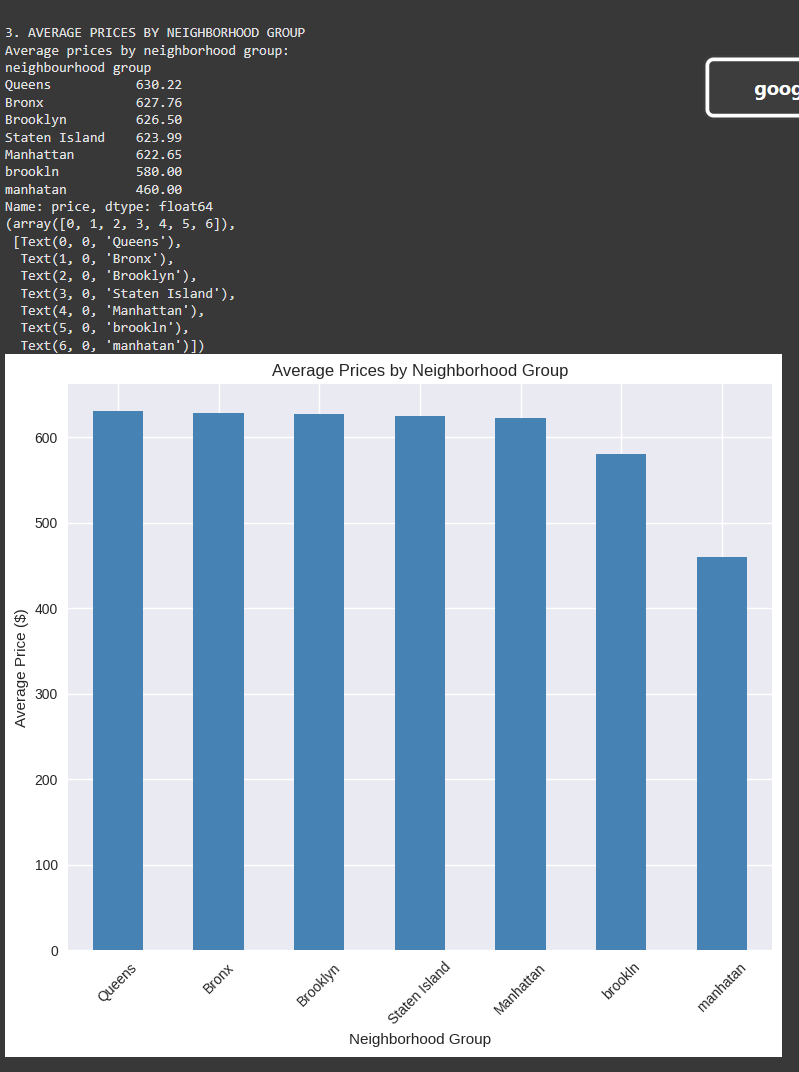 3. AVERAGE PRICES BY NEIGHBORHOOD GROUP
Average prices by neighborhood group:
neighbourhood group
Queens           630.22
Bronx            627.76
Brooklyn         626.50
Staten Island    623.99
Manhattan        622.65
brookln          580.00
manhatan         460.00
Name: price, dtype: float64
(array([0, 1, 2, 3, 4, 5, 6]),
 [Text(0, 0, 'Queens'),
  Text(1, 0, 'Bronx'),
  Text(2, 0, 'Brooklyn'),
  Text(3, 0, 'Staten Island'),
  Text(4, 0, 'Manhattan'),
  Text(5, 0, 'brookln'),
  Text(6, 0, 'manhatan')])
goog
Average Prices by Neighborhood Group
Average Price ($)
600
500
400
300
200
100
0
Queens
Bronx
Brooklyn
Staten Island
Manhattan
brookln
manhatan
Neighborhood Group